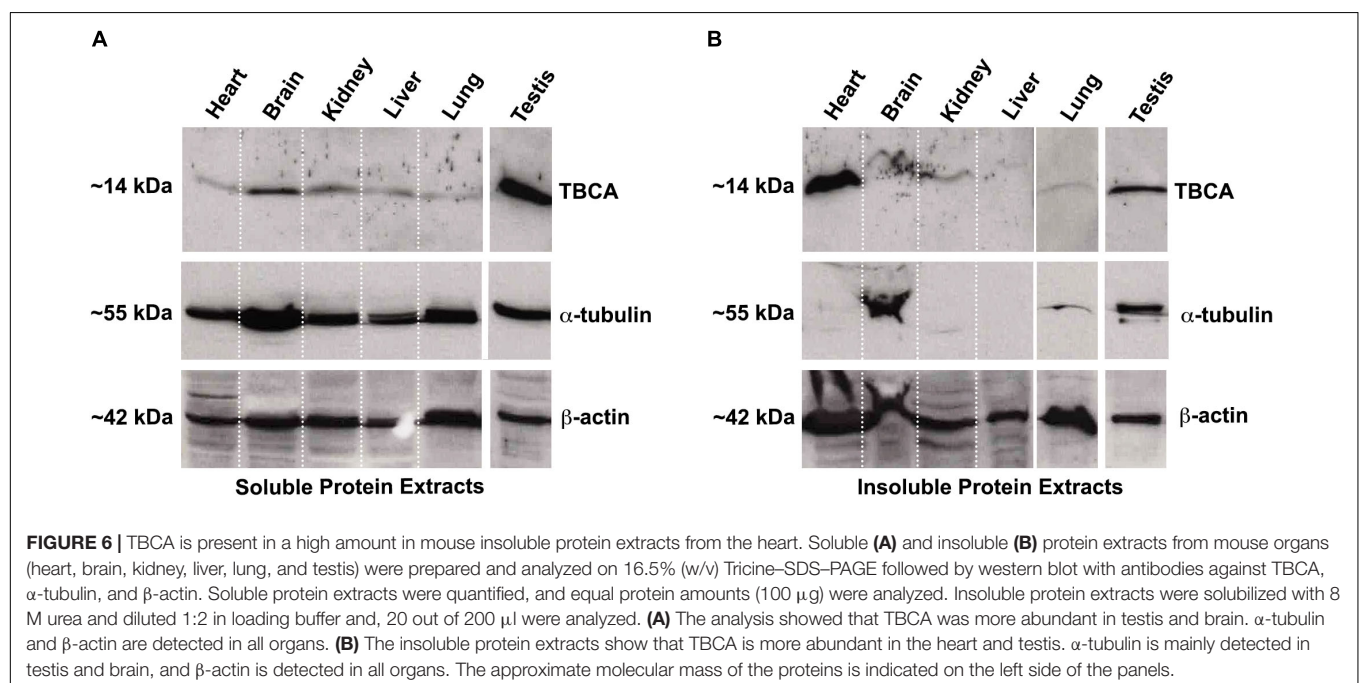 A
B
Heart Brain Kidney Liver Lung Testis
Heart Brain Kidney Liver Lung Testis
~14 kDa TBCA
~14 kDa TBCA
~55 kDa α-tubulin
~55 kDa α-tubulin
~42 kDa β-actin
~42 kDa β-actin
Soluble Protein Extracts
Insoluble Protein Extracts
FIGURE 6 | TBCA is present in a high amount in mouse insoluble protein extracts from the heart. Soluble (A) and insoluble (B) protein extracts from mouse organs
(heart, brain, kidney, liver, lung, and testis) were prepared and analyzed on 16.5% (w/v) Tricine–SDS–PAGE followed by western blot with antibodies against TBCA,
α-tubulin, and β-actin. Soluble protein extracts were quantified, and equal protein amounts (100 μg) were analyzed. Insoluble protein extracts were solubilized with 8
M urea and diluted 1:2 in loading buffer and, 20 out of 200 μl were analyzed. (A) The analysis showed that TBCA was more abundant in testis and brain. α-tubulin
and β-actin are detected in all organs. (B) The insoluble protein extracts show that TBCA is more abundant in the heart and testis. α-tubulin is mainly detected in
testis and brain, and β-actin is detected in all organs. The approximate molecular mass of the proteins is indicated on the left side of the panels.